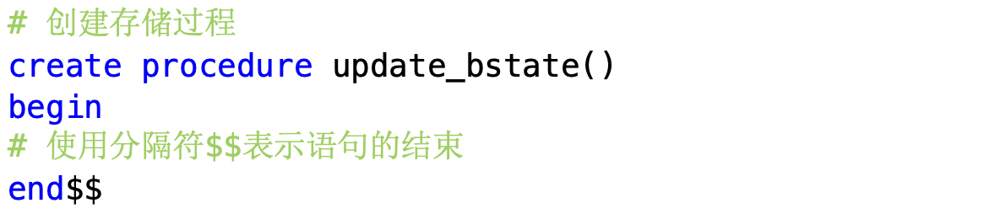 # 创建存储过程
create procedure update_bstate()
begin
# 使用分隔符$$表示语句的结束
end$$